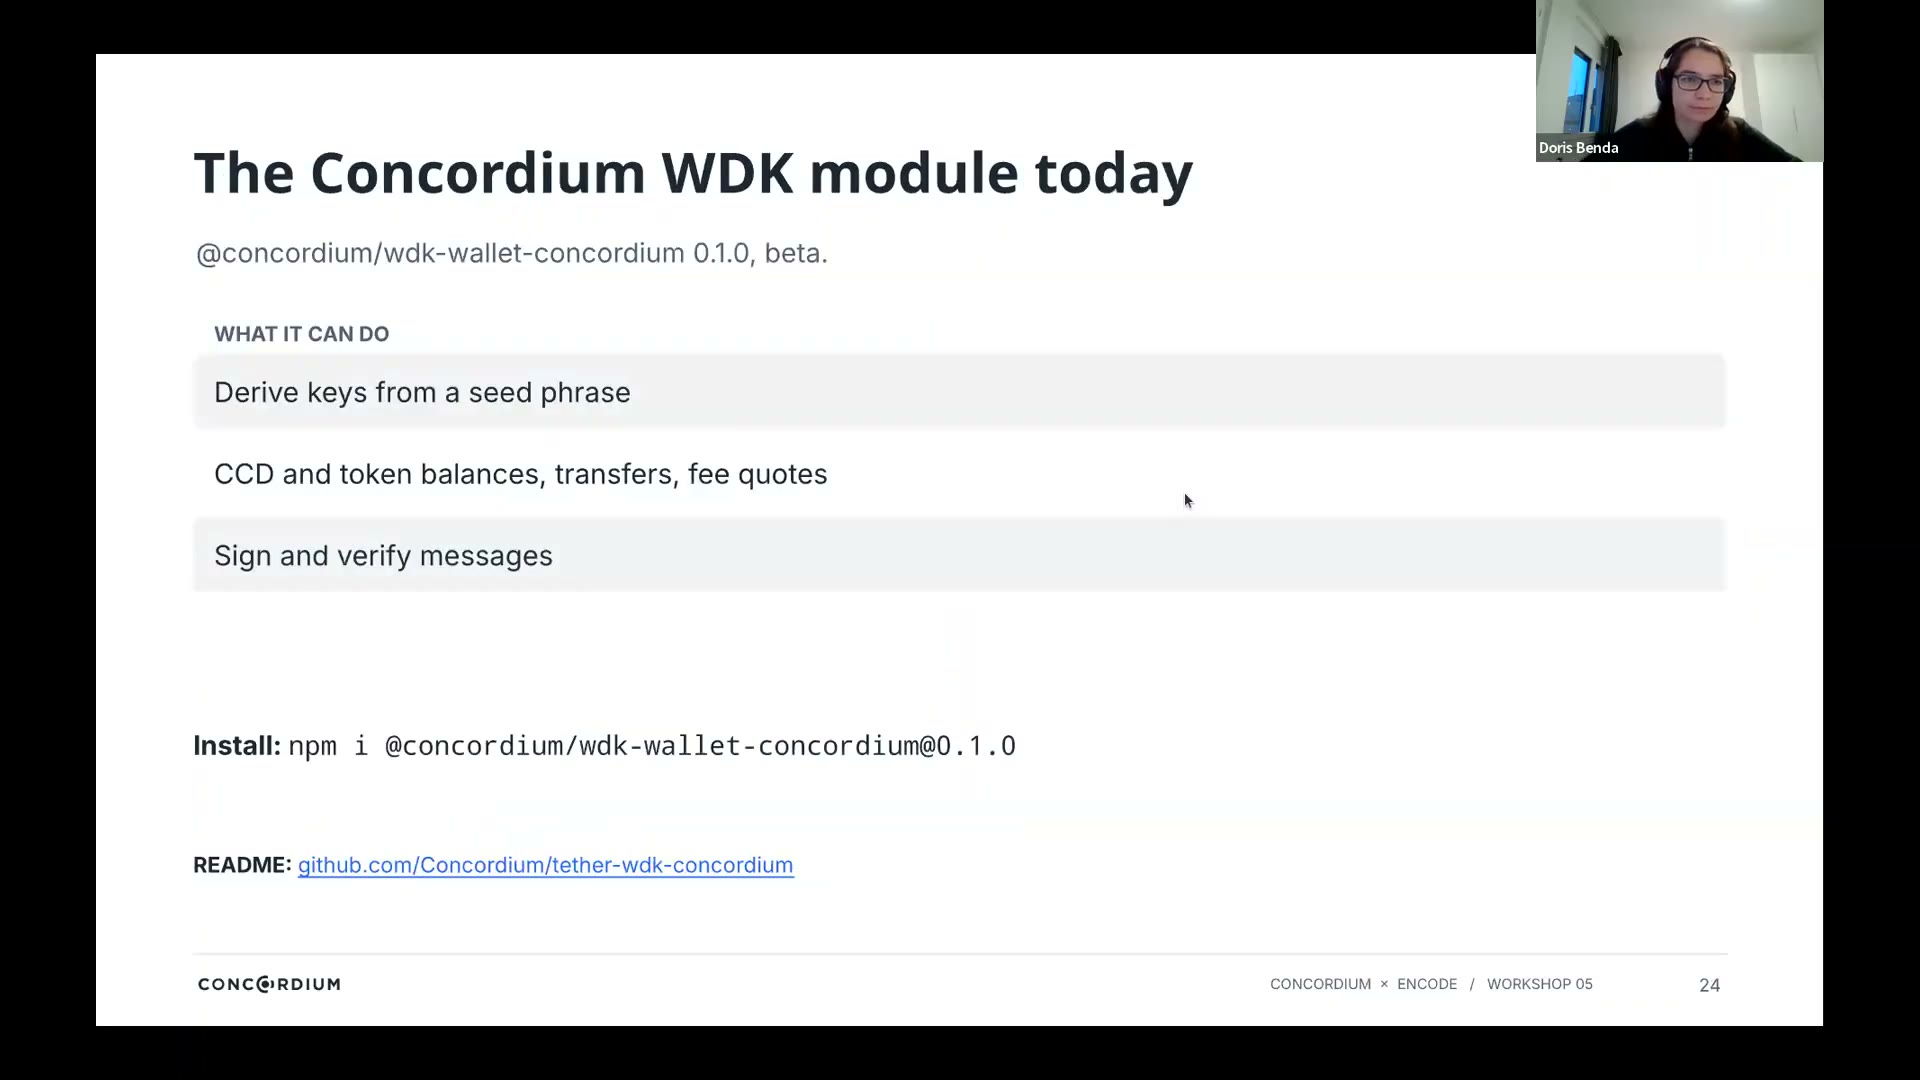 Doris Benda
The Concordium WDK module today
@concordium/wdk-wallet-concordium 0.1.0, beta.
WHAT IT CAN DO
Derive keys from a seed phrase
CCD and token balances, transfers, fee quotes
Sign and verify messages
Install: npm i @concordium/wdk-wallet-concordium@0.1.0
README: github.com/Concordium/tether-wdk-concordium
CONCORDIUM
CONCORDIUM × ENCODE / WORKSHOP 05
24